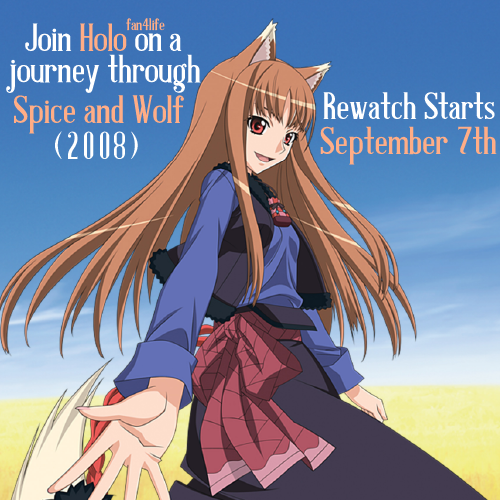 fan4life
Join Holo on a
journey through
Spice and Wolf
(2008)
Rewatch Starts
September 7th